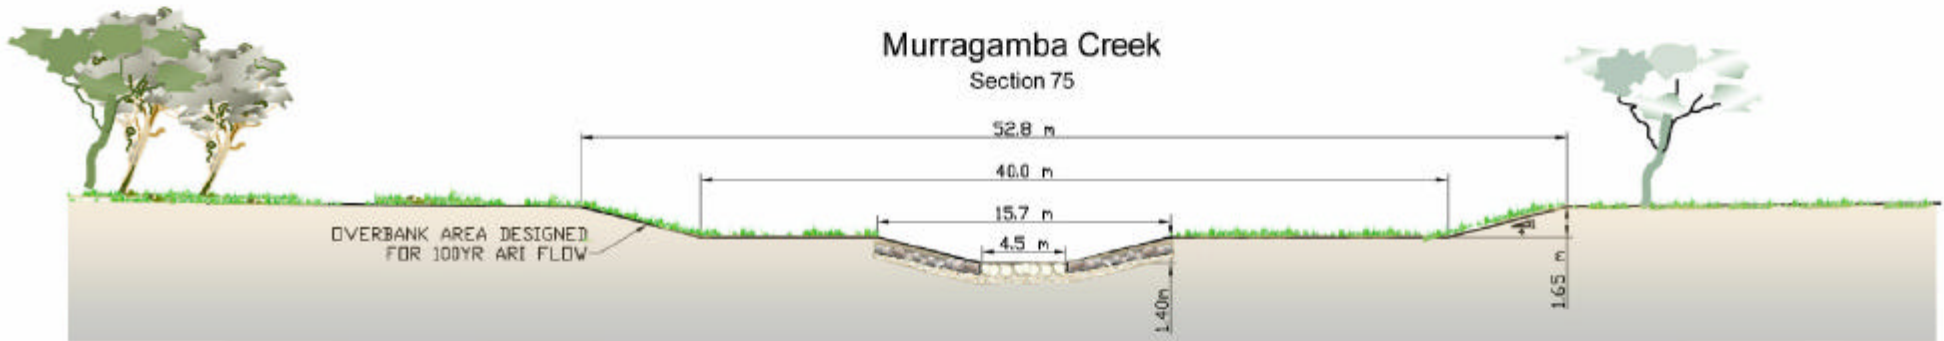 Murragamba Creek
Section 75
52.8 m
40.0 m
15.7 m
4.5 m
OVERBANK AREA DESIGNED
FOR 100YR ARI FLOW
1.40m
1.65 m